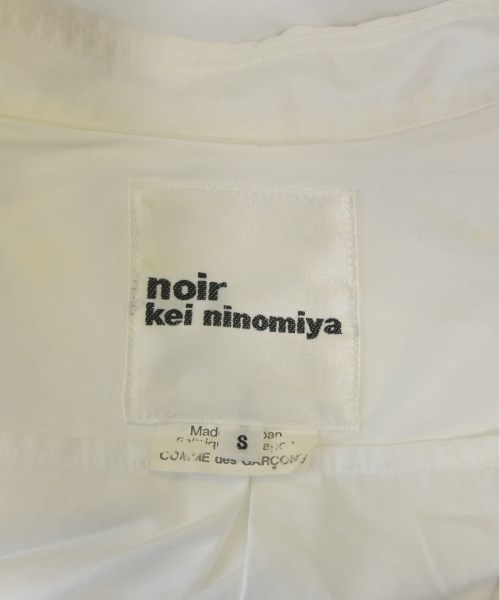 noir
kei ninomiya
S
COMME des GARÇONS